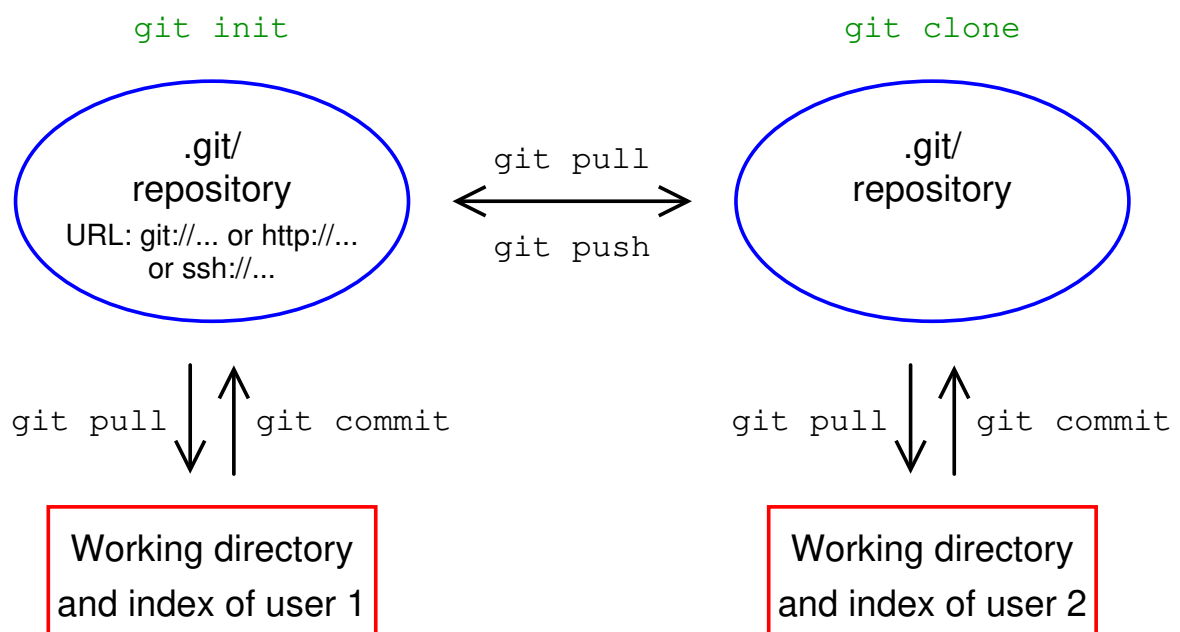 git init
git clone
.git/
repository
URL: git://... or http://...
or ssh://...
git pull
git push
.git/
repository
git pull
git commit
git pull
git commit
Working directory
and index of user 1
Working directory
and index of user 2